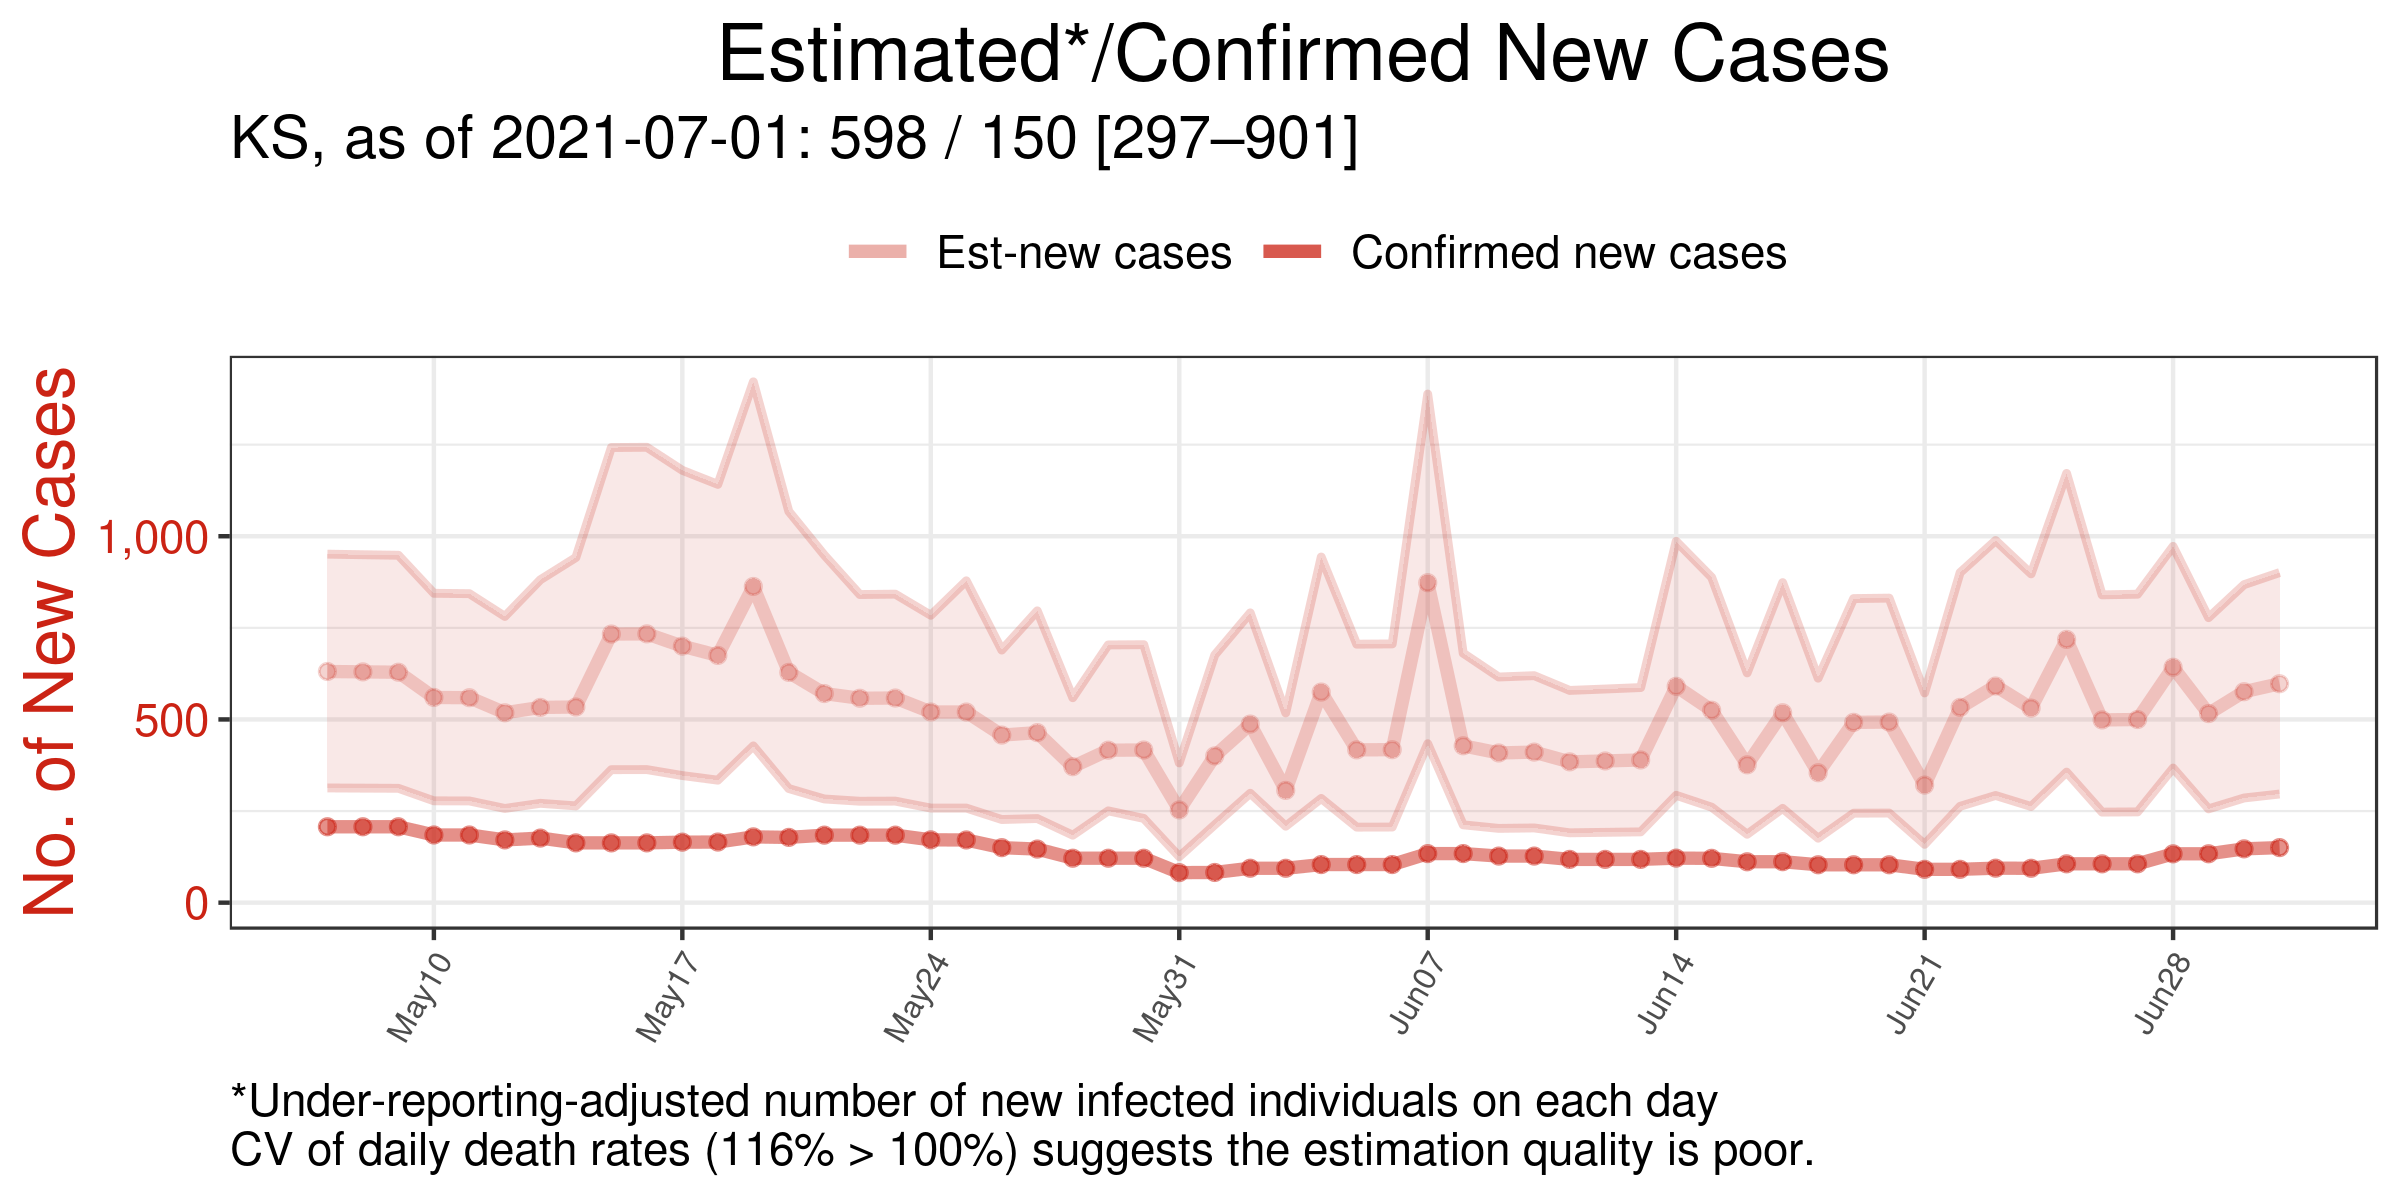 Estimated*/Confirmed New Cases
KS, as of 2021-07-01: 598 / 150 [297–901]
Est-new cases Confirmed new cases
No. of New Cases
1,000
500
0
May10 May17 May24 May31 Jun07 Jun14 Jun21 Jun28
*Under-reporting-adjusted number of new infected individuals on each day
CV of daily death rates (116% > 100%) suggests the estimation quality is poor.